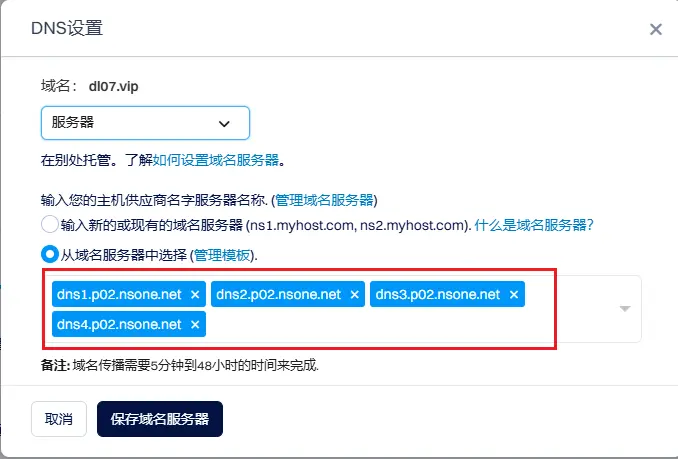 DNS设置
域名： dl07.vip
服务器
在别处托管。了解如何设置域名服务器。
输入您的主机供应商名字服务器名称. (管理域名服务器)
输入新的或现有的域名服务器 (ns1.myhost.com, ns2.myhost.com). 什么是域名服务器?
从域名服务器中选择 (管理模板).
dns1.p02.nsone.net × dns2.p02.nsone.net × dns3.p02.nsone.net ×
dns4.p02.nsone.net ×
备注: 域名传播需要5分钟到48小时的时间来完成.
取消 保存域名服务器